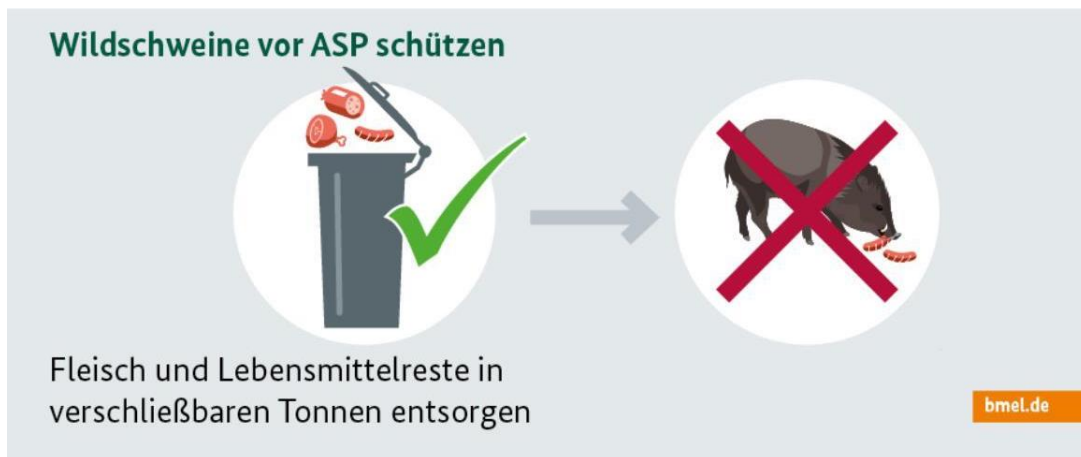 Wildschweine vor ASP schützen
Fleisch und Lebensmittelreste in
verschließbaren Tonnen entsorgen
bmel.de